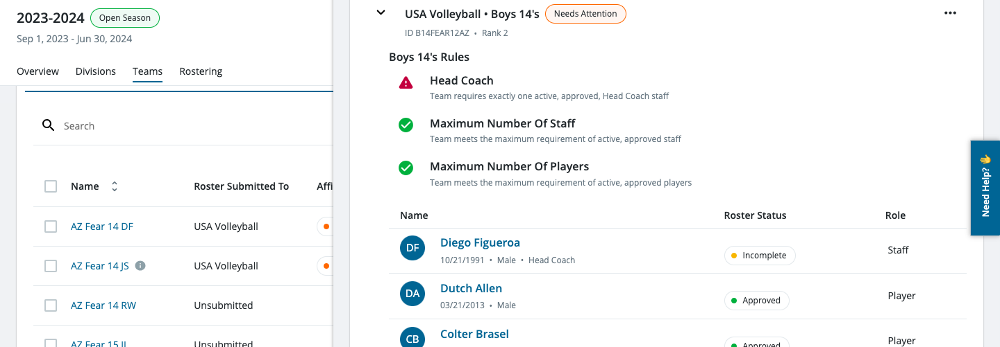 2023-2024 Open Season
Sep 1, 2023 - Jun 30, 2024
Overview Divisions Teams Rostering
Search
Name Roster Submitted To Affi
AZ Fear 14 DF USA Volleyball
AZ Fear 14 JS USA Volleyball
AZ Fear 14 RW Unsubmitted
AZ Fear 15 JL Unsubmitted
USA Volleyball • Boys 14's Needs Attention
ID B14FEAR12AZ • Rank 2
Boys 14's Rules
Head Coach
Team requires exactly one active, approved, Head Coach staff
Maximum Number Of Staff
Team meets the maximum requirement of active, approved staff
Maximum Number Of Players
Team meets the maximum requirement of active, approved players
Name Roster Status Role
DF Diego Figueroa Incomplete Staff
10/21/1991 • Male • Head Coach
DA Dutch Allen Approved Player
03/21/2013 • Male
CB Colter Brasel Approved Player
Need Help? 👋